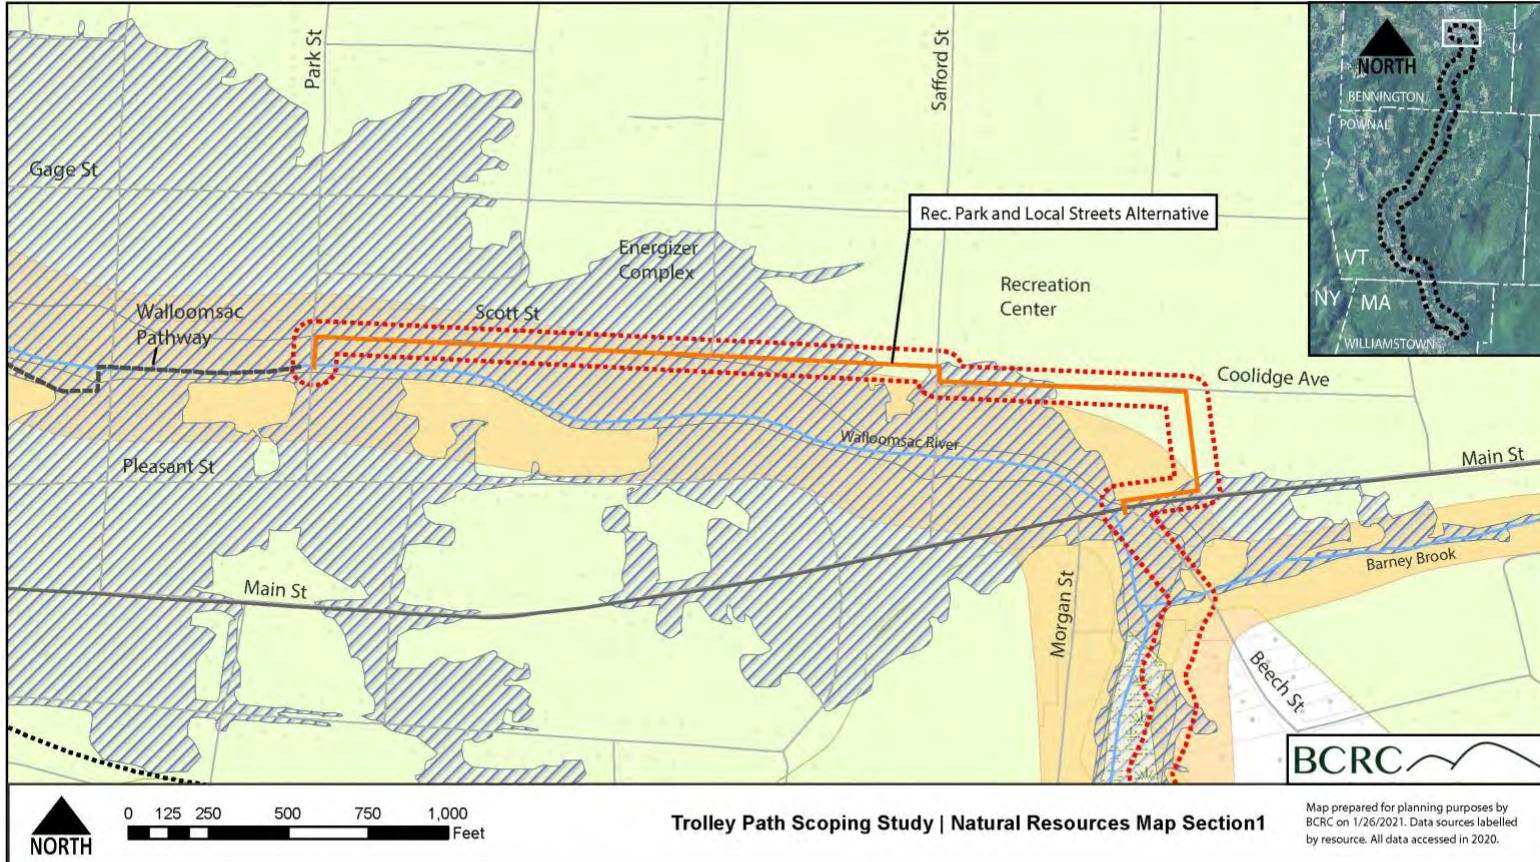 Park St
Safford St
Gage St
Rec. Park and Local Streets Alternative
Energizer
Complex
Recreation
Center
Walloomsac
Pathway
Scott St
Coolidge Ave
Walloomsac River
Pleasant St
Main St
Main St
Barney Brook
Morgan St
Beech St
NORTH
BENNINGTON
POWNAL
VT
NY
MA
WILLIAMSTOWN
BCRC
NORTH
0 125 250 500 750 1,000
Feet
Trolley Path Scoping Study | Natural Resources Map Section1
Map prepared for planning purposes by
BCRC on 1/26/2021. Data sources labelled
by resource. All data accessed in 2020.